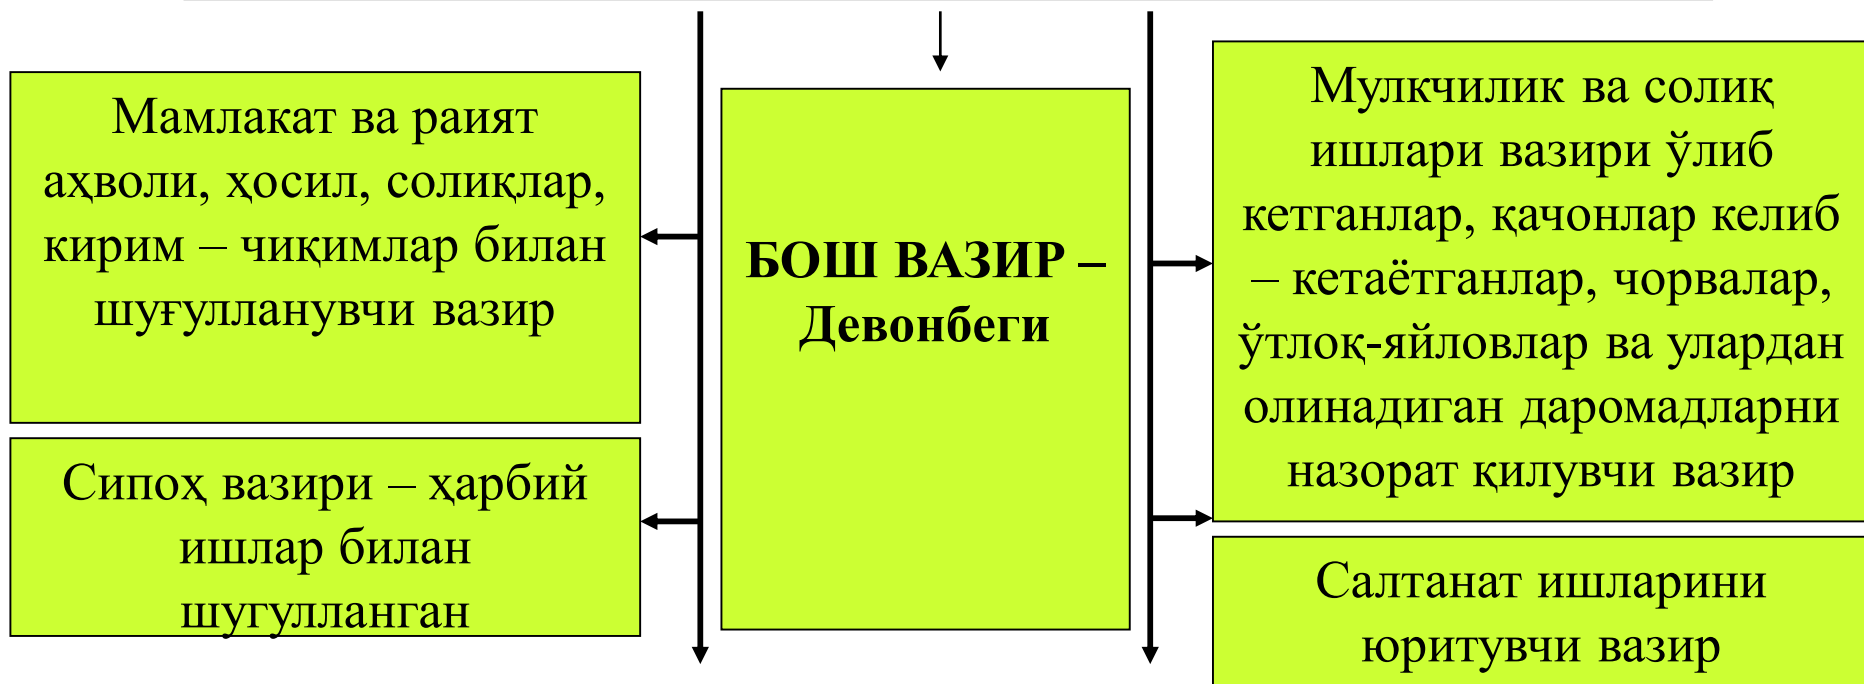 Мамлакат ва раият
аҳволи, ҳосил, солиқлар,
кирим – чиқимлар билан
шуғулланувчи вазир
Сипоҳ вазири – ҳарбий
ишлар билан
шугулланган
БОШ ВАЗИР –
Девонбеги
Мулкчилик ва солиқ
ишлари вазири ўлиб
кетганлар, қачонлар келиб
– кетаётганлар, чорвалар,
ўтлоқ-яйловлар ва улардан
олинадиган даромадларни
назорат қилувчи вазир
Салтанат ишларини
юритувчи вазир